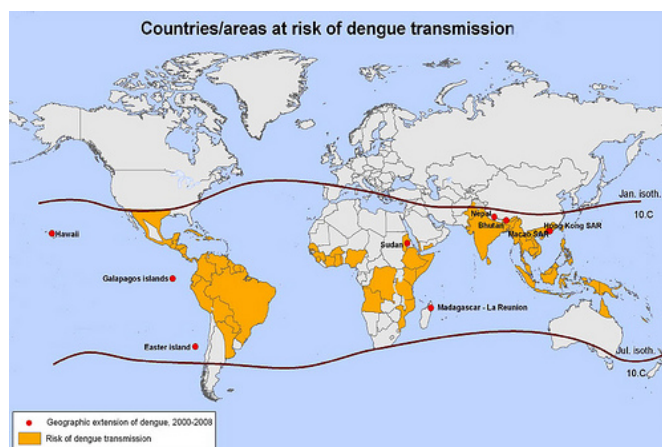 Countries/areas at risk of dengue transmission
Jan. isoth.
10.C
Hawaii
Nepal
Bhutan
Hong Kong SAR
Macao SAR
Sudan
Galapagos islands
Madagascar - La Reunion
Easter island
Jul. isoth.
10.C.
Geographic extension of dengue, 2000-2008
Risk of dengue transmission